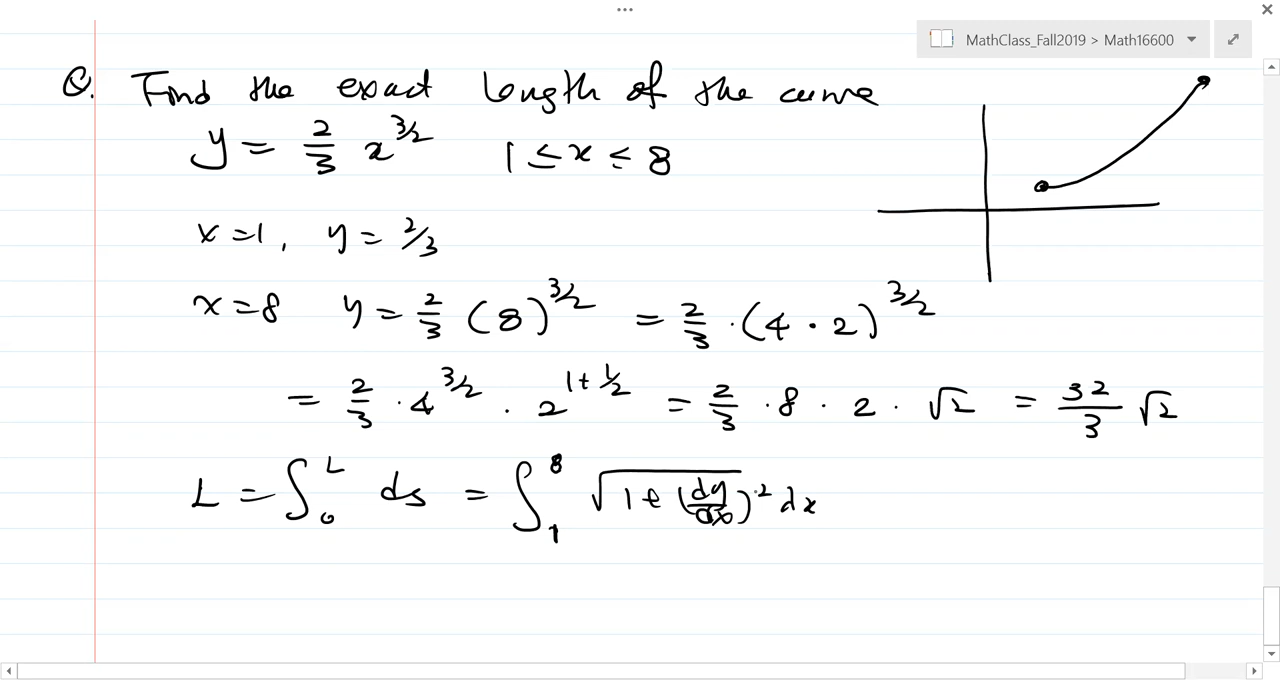 MathClass_Fall2019 > Math16600
Q. Find the exact length of the curve
y = 2/3 x^3/2 1 ≤ x ≤ 8
x = 1, y = 2/3
x = 8 y = 2/3 (8)^3/2 = 2/3 · (4 · 2)^3/2
= 2/3 · 4^3/2 · 2^1+1/2 = 2/3 · 8 · 2 · √2 = 32/3 √2
L = ∫_0^L ds = ∫_1^8 √1 + (dy/dx)^2 dx